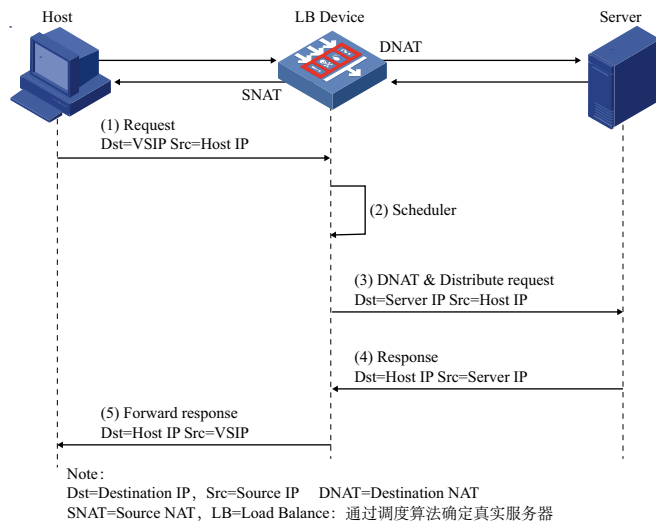 Host
LB Device
Server
DNAT
SNAT
(1) Request
Dst=VSIP Src=Host IP
(2) Scheduler
(3) DNAT & Distribute request
Dst=Server IP Src=Host IP
(4) Response
Dst=Host IP Src=Server IP
(5) Forward response
Dst=Host IP Src=VSIP
Note:
Dst=Destination IP，Src=Source IP DNAT=Destination NAT
SNAT=Source NAT，LB=Load Balance：通过调度算法确定真实服务器